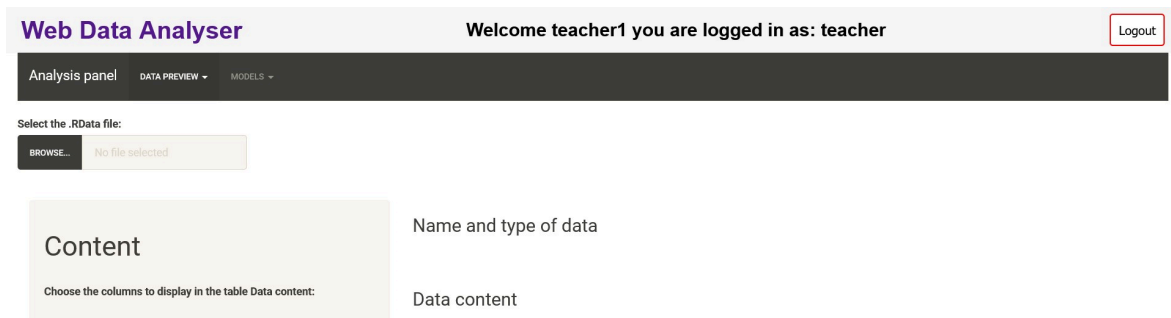 Web Data Analyser
Welcome teacher1 you are logged in as: teacher
Logout
Analysis panel DATA PREVIEW MODELS
Select the .RData file:
BROWSE... No file selected
Content
Choose the columns to display in the table Data content:
Name and type of data
Data content